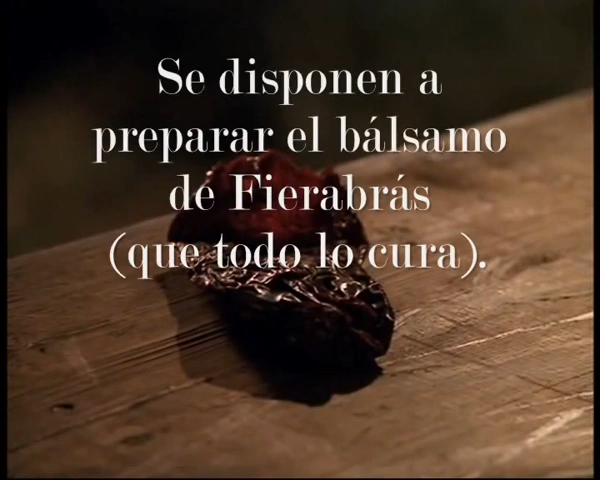 Se disponen a
preparar el bálsamo
de Fierabrás
(que todo lo cura).